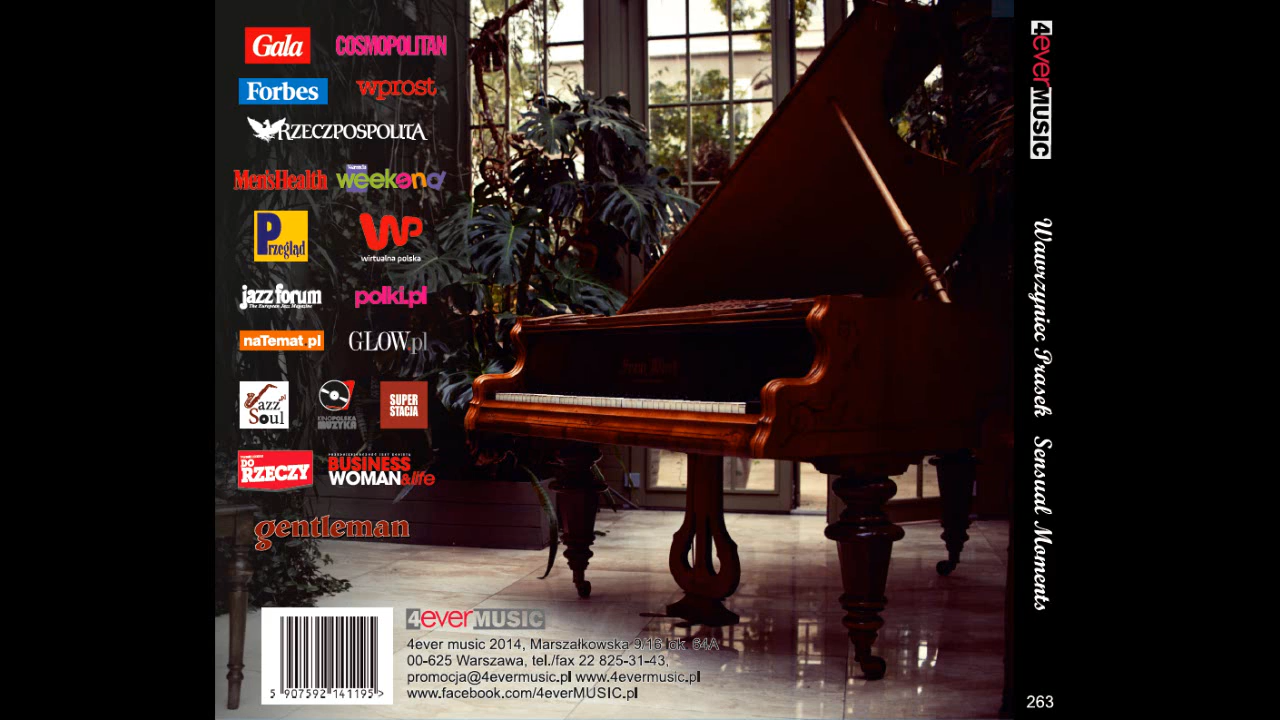 Gala
COSMOPOLITAN
Forbes
wprost
RZECZPOSPOLITA
Men'sHealth
weekend
Przegląd
WP
wirtualna polska
jazz forum
The European Jazz Magazine
polki.pl
naTemat.pl
GLOW.pl
Jazz
Soul
KINOPOLSKA
MUZYKA
SUPER
STACJA
DO
RZECZY
BUSINESS
WOMAN&life
gentleman
4everMUSIC
4ever music 2014, Marszałkowska 9/15 lok. 64A
00-625 Warszawa, tel./fax 22 825-31-43,
promocja@4evermusic.pl www.4evermusic.pl
www.facebook.com/4everMUSIC.pl
5 907592 141195>
4everMUSIC
Wawrzyniec Prasek Sensual Moments
263